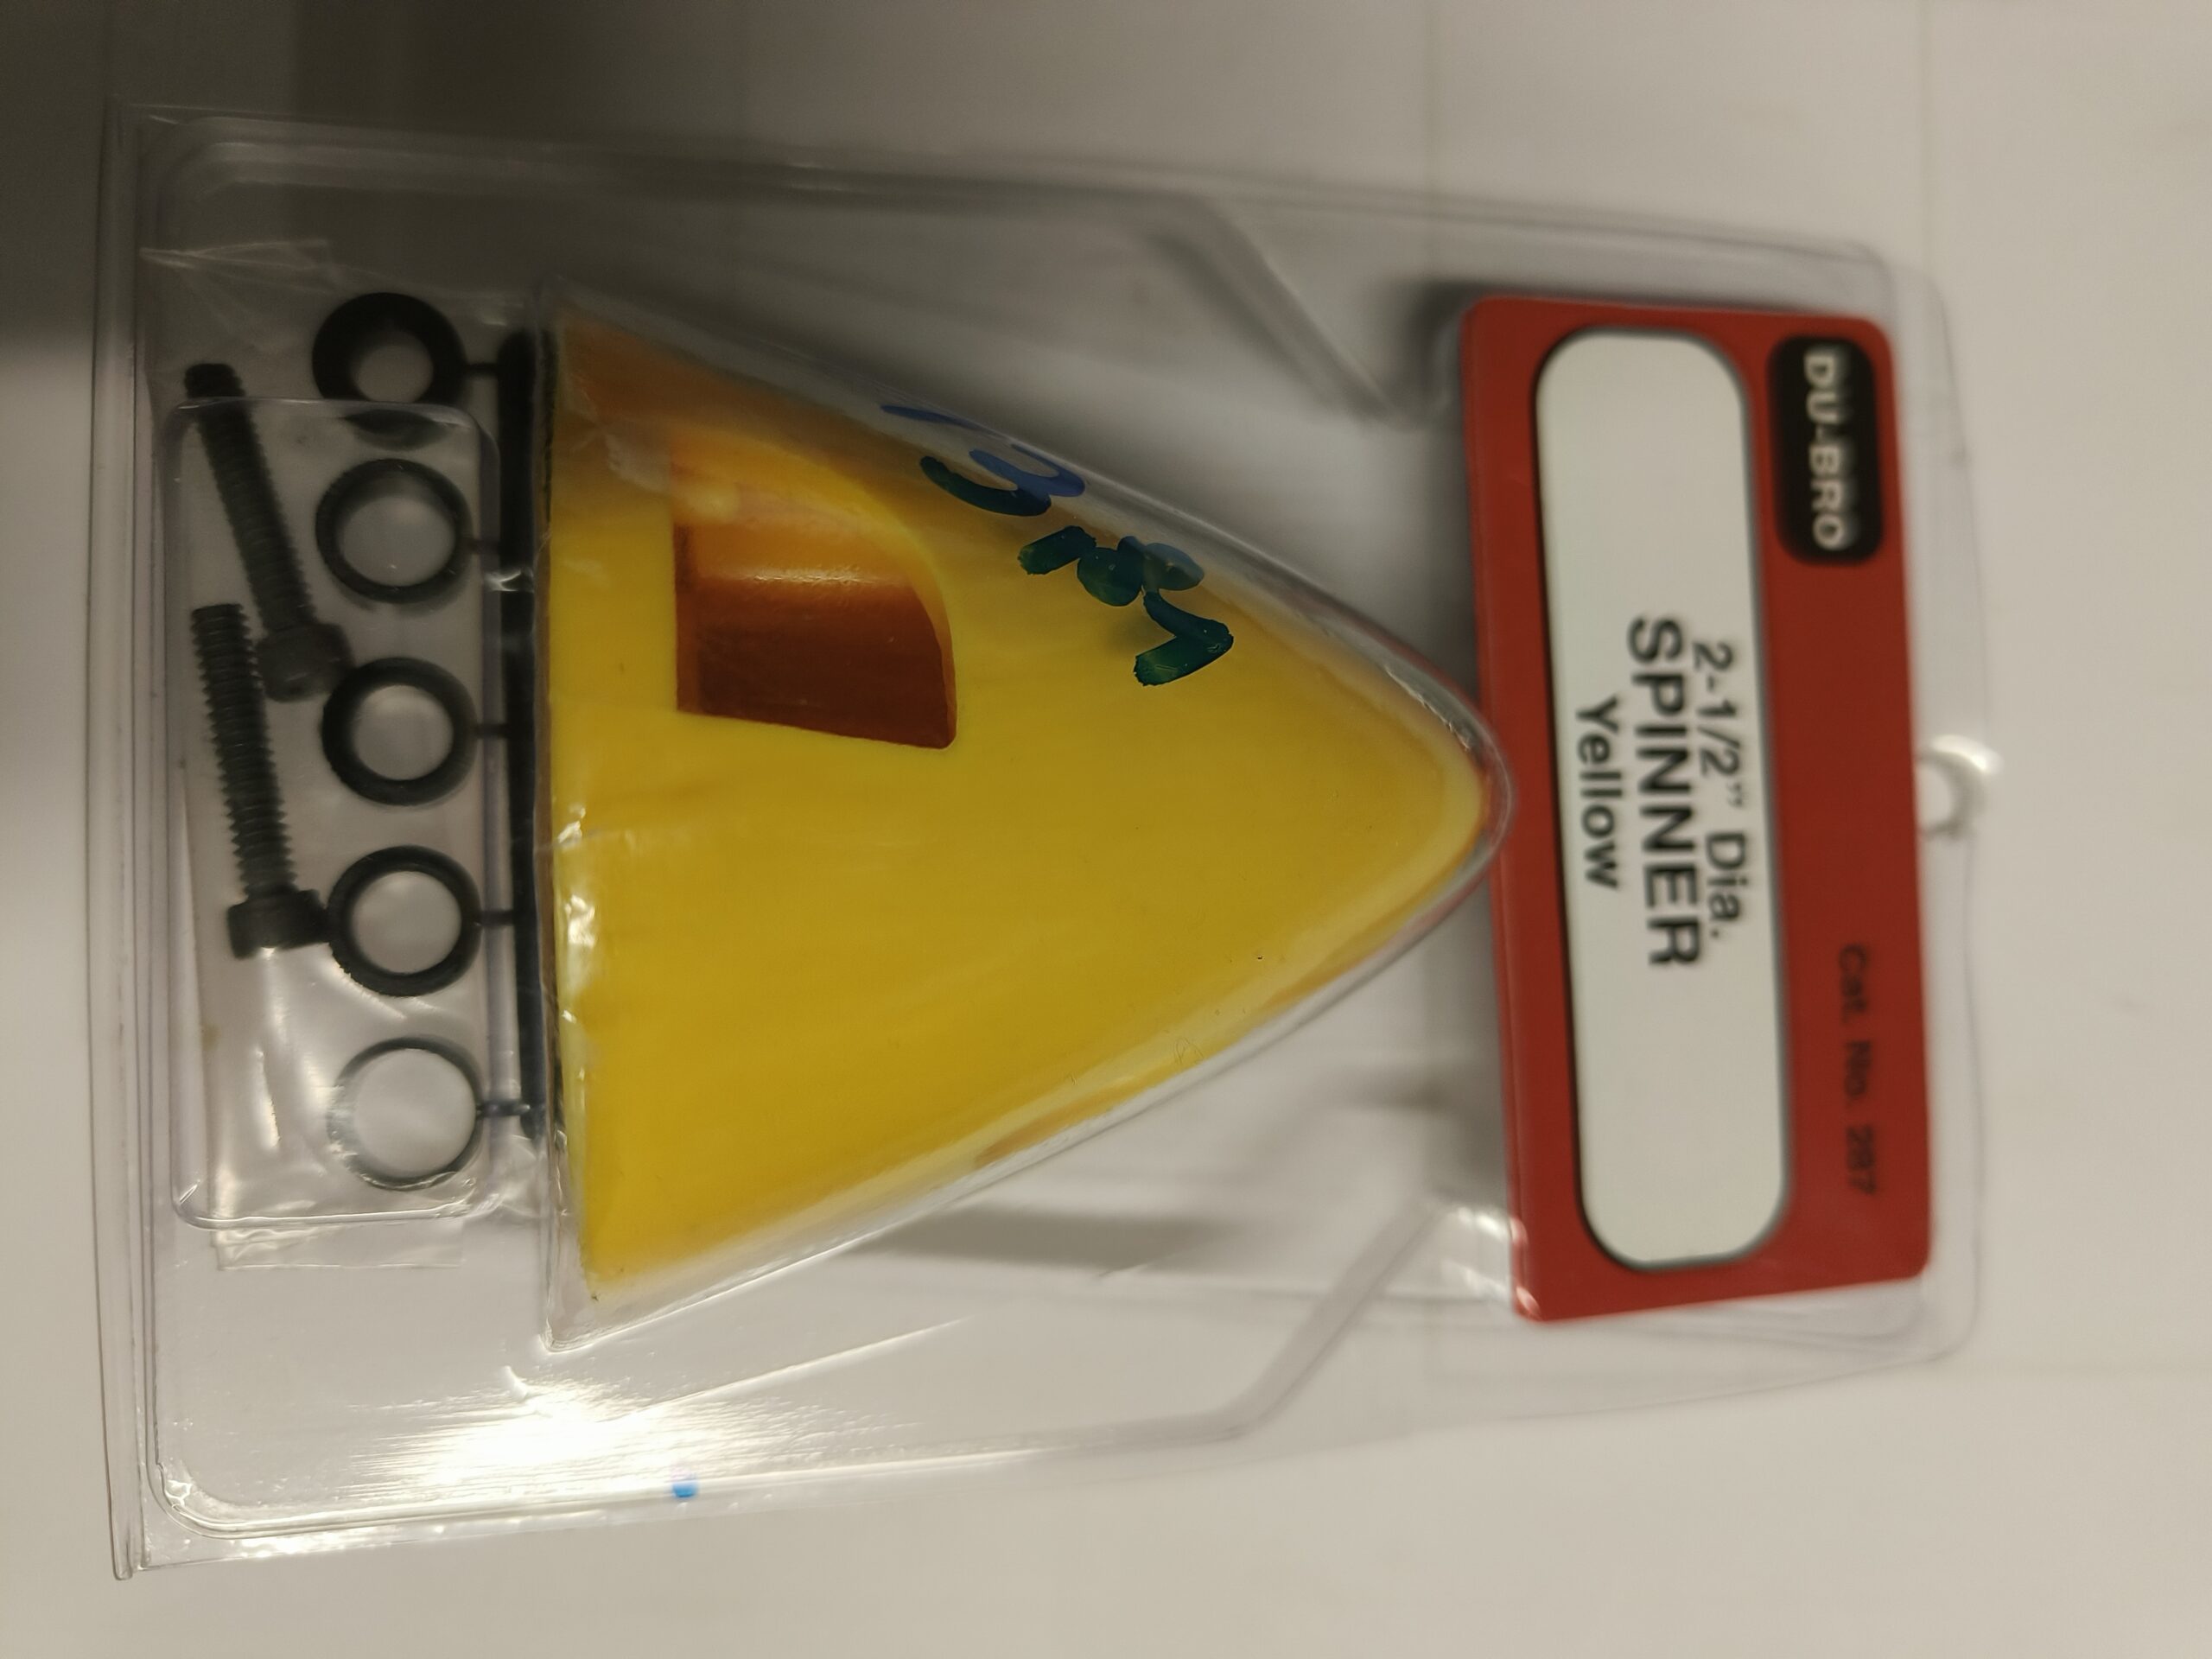 DU-BRO
Cat. No. 287
2-1/2” Dia.
SPINNER
Yellow